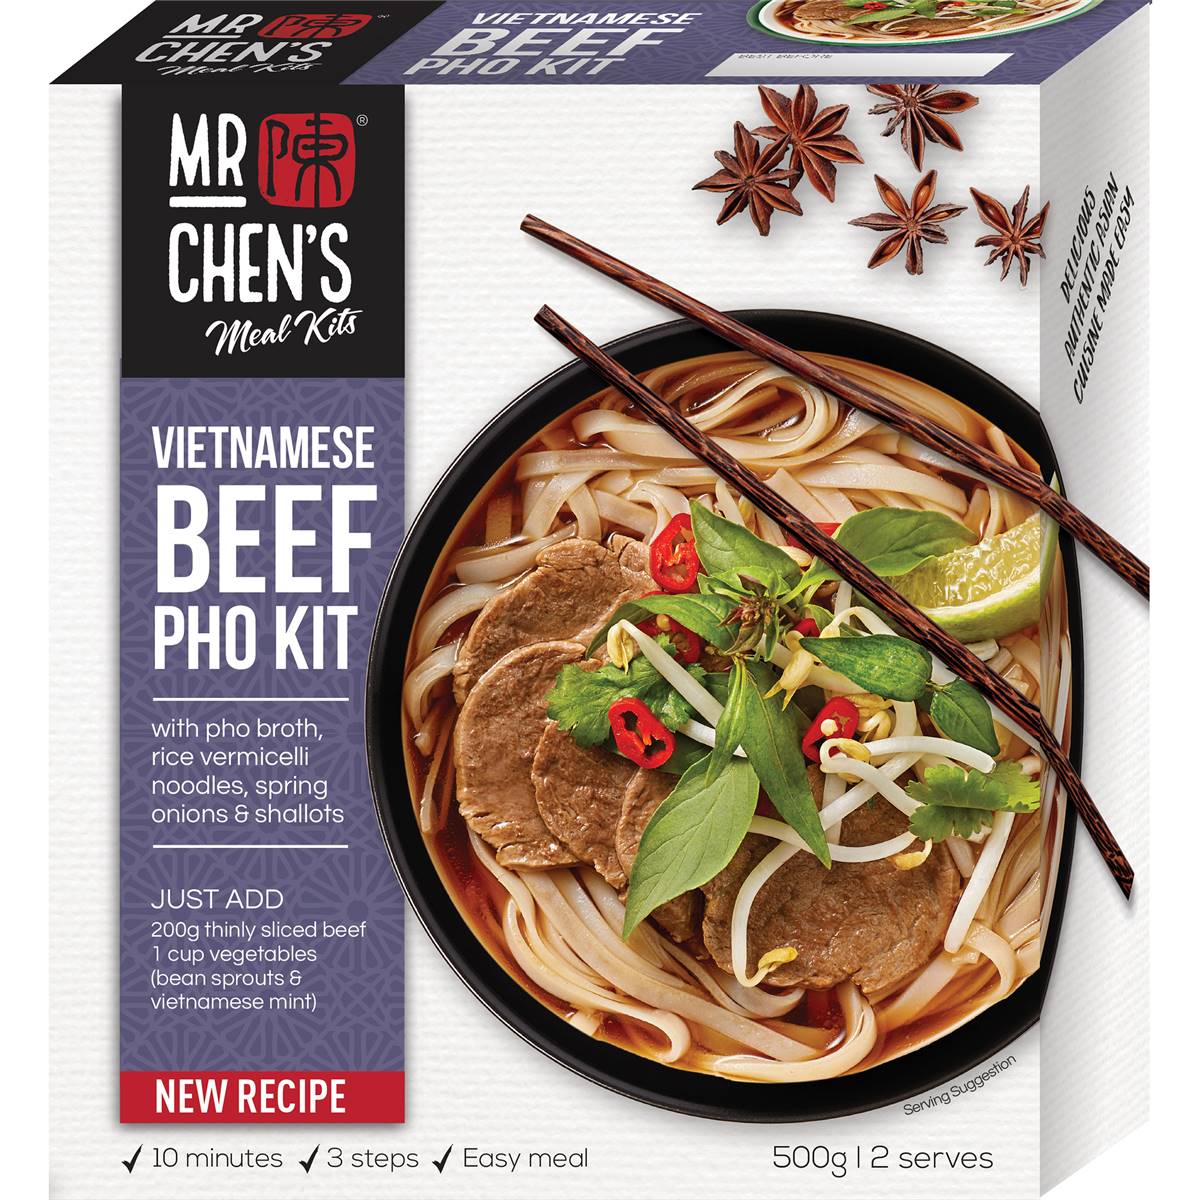 MR 陳
CHEN'S
Meal Kits
VIETNAMESE
BEEF
PHO KIT
BEST BEFORE
MR 陳 ®
CHEN'S
Meal Kits
VIETNAMESE
BEEF
PHO KIT
with pho broth,
rice vermicelli
noodles, spring
onions & shallots
JUST ADD
200g thinly sliced beef
1 cup vegetables
(bean sprouts &
vietnamese mint)
NEW RECIPE
DELICIOUS
AUTHENTIC ASIAN
CUISINE MADE EASY
Serving Suggestion
✓ 10 minutes ✓ 3 steps ✓ Easy meal
500g | 2 serves